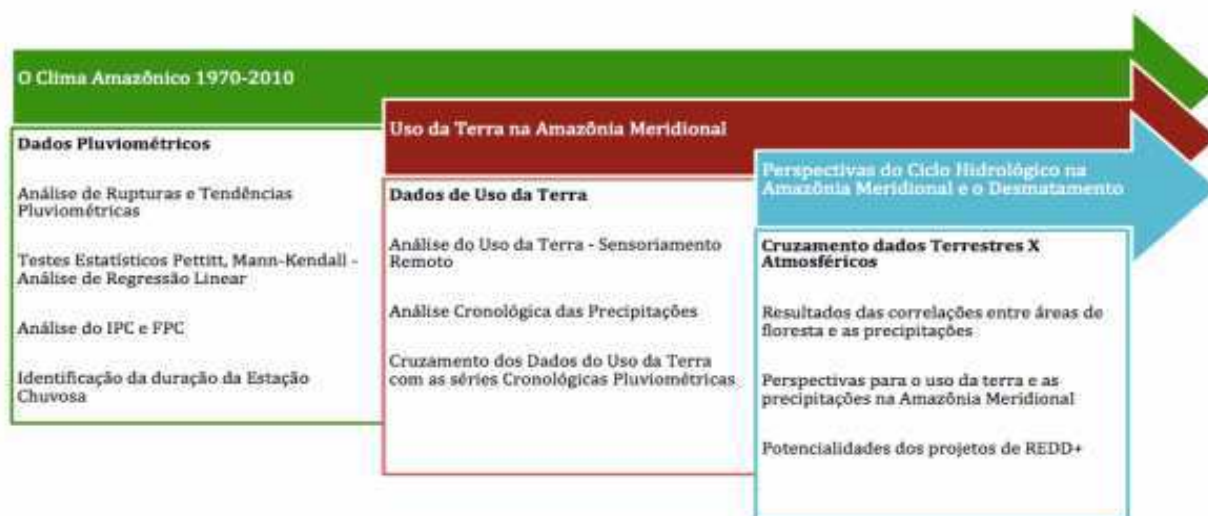 O Clima Amazônico 1970-2010
Dados Pluviométricos
Análise de Rupturas e Tendências
Pluviométricas
Testes Estatísticos Pettitt, Mann-Kendall -
Análise de Regressão Linear
Análise do IPC e FPC
Identificação da duração da Estação
Chuvosa
Uso da Terra na Amazônia Meridional
Dados de Uso da Terra
Análise do Uso da Terra - Sensoriamento
Remoto
Análise Cronológica das Precipitações
Cruzamento dos Dados do Uso da Terra
com as séries Cronológicas Pluviométricas
Perspectivas do Ciclo Hidrológico na
Amazônia Meridional e o Desmatamento
Cruzamento dados Terrestres X
Atmosféricos
Resultados das correlações entre áreas de
floresta e as precipitações
Perspectivas para o uso da terra e as
precipitações na Amazônia Meridional
Potencialidades dos projetos de REDD+